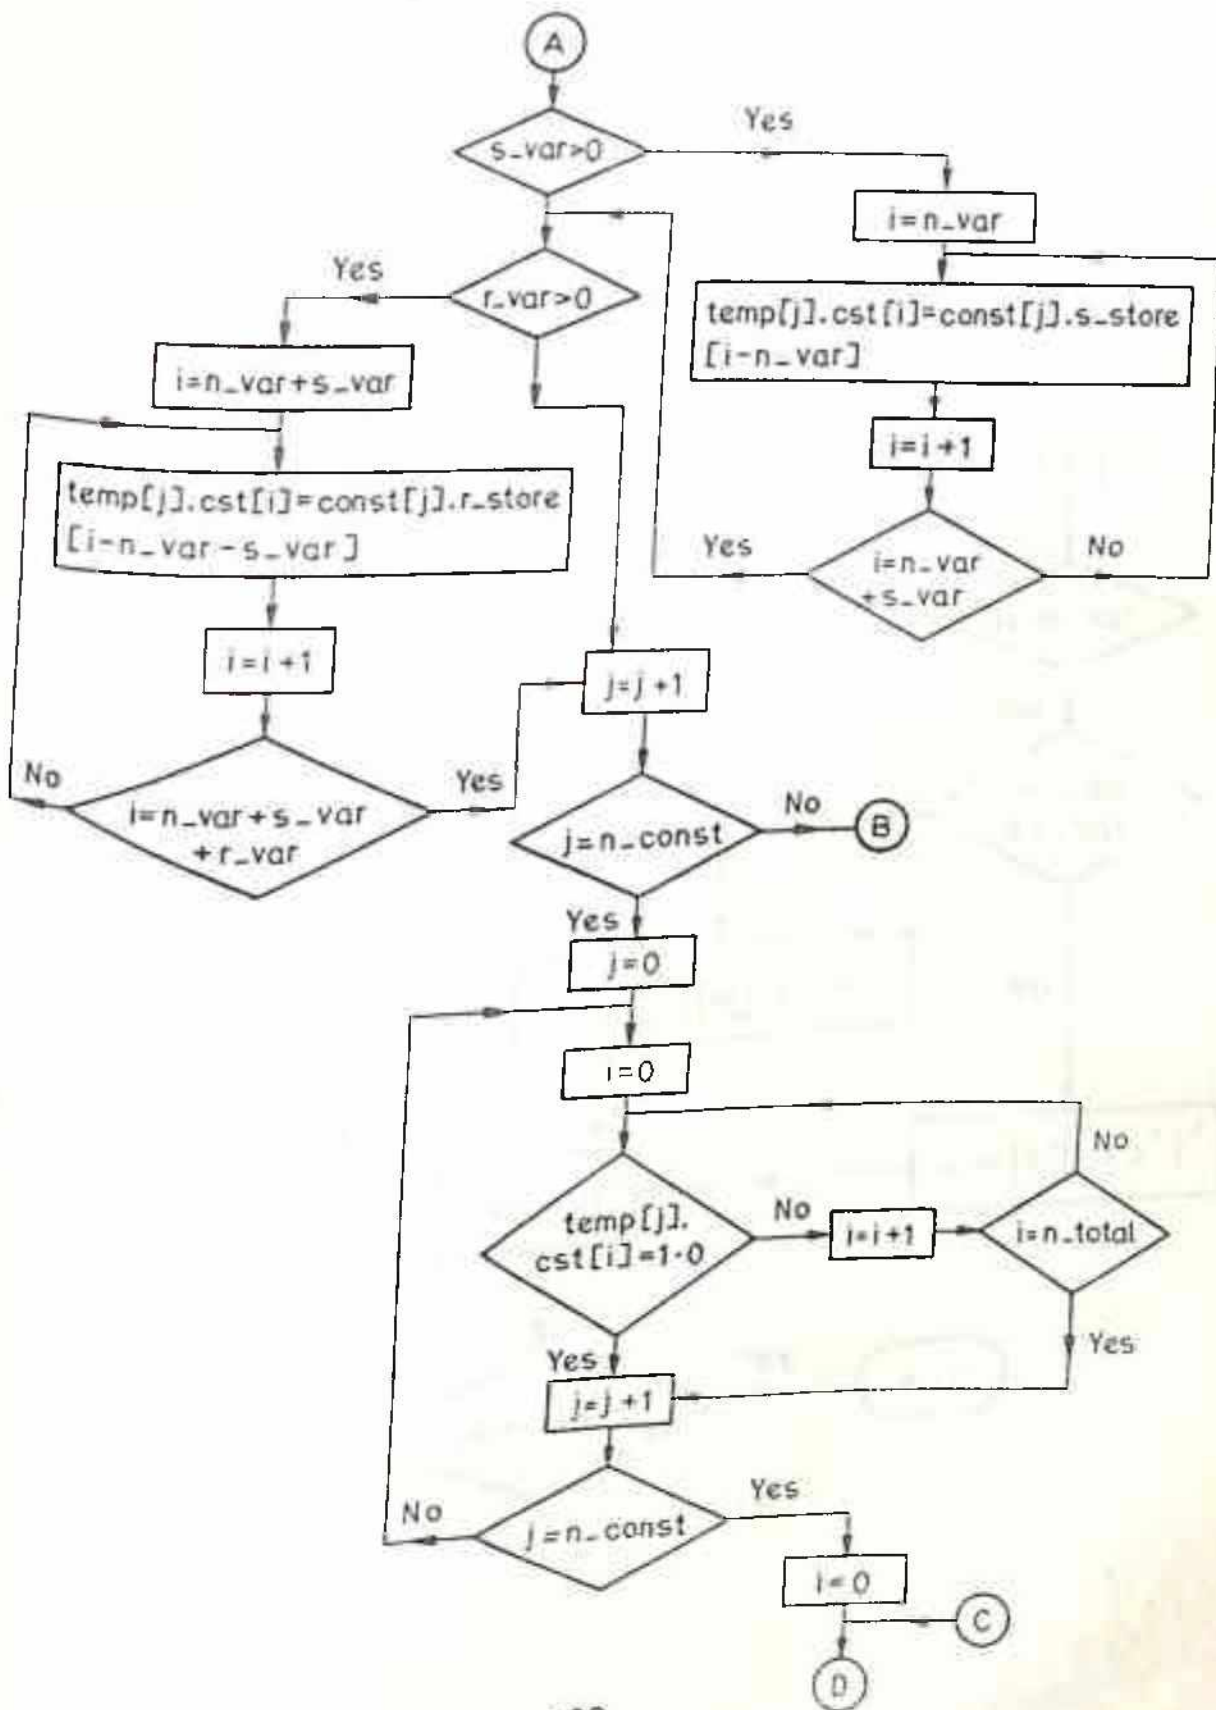 A
s_var>0
Yes
i=n_var
temp[j].cst[i]=const[j].s_store
[i-n_var]
i=i+1
i=n_var
+s_var
Yes
No
r_var>0
Yes
i=n_var+s_var
temp[j].cst[i]=const[j].r_store
[i-n_var-s_var]
i=i+1
i=n_var+s_var
+r_var
No
Yes
j=j+1
j=n_const
No
B
Yes
j=0
i=0
temp[j].
cst[i]=1·0
No
i=i+1
i=n_total
No
Yes
Yes
j=j+1
j=n_const
No
Yes
i=0
C
D